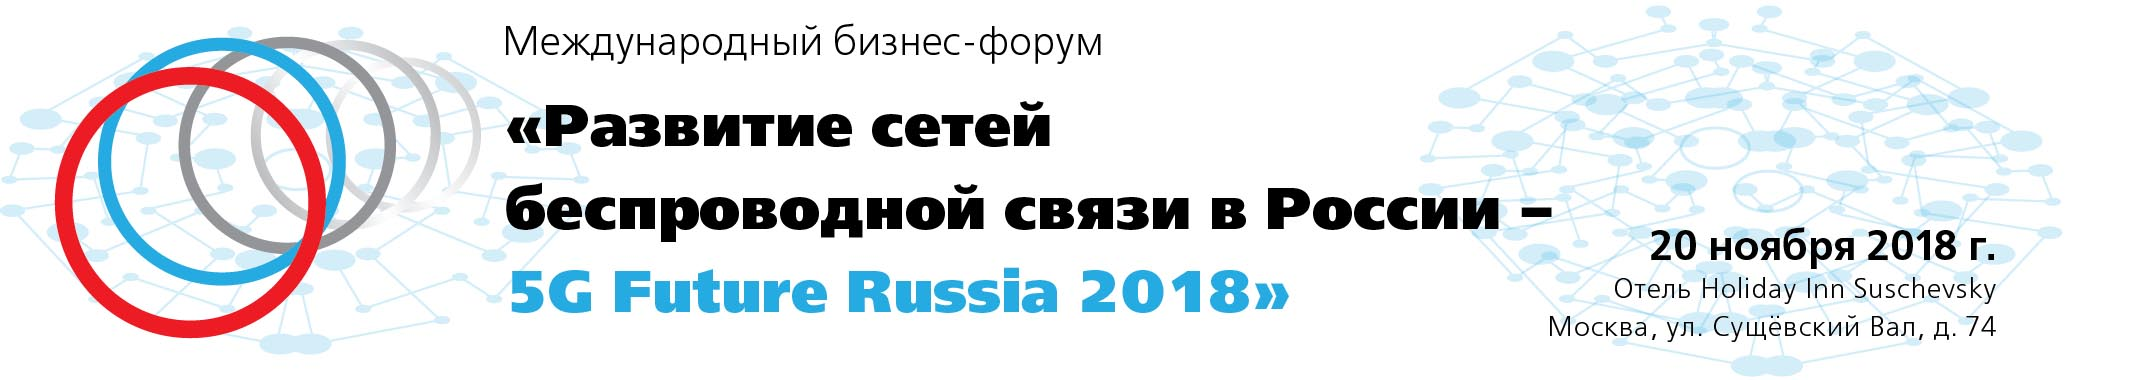 Международный бизнес-форум
«Развитие сетей
беспроводной связи в России –
5G Future Russia 2018»
20 ноября 2018 г.
Отель Holiday Inn Suschevsky
Москва, ул. Сущёвский Вал, д. 74